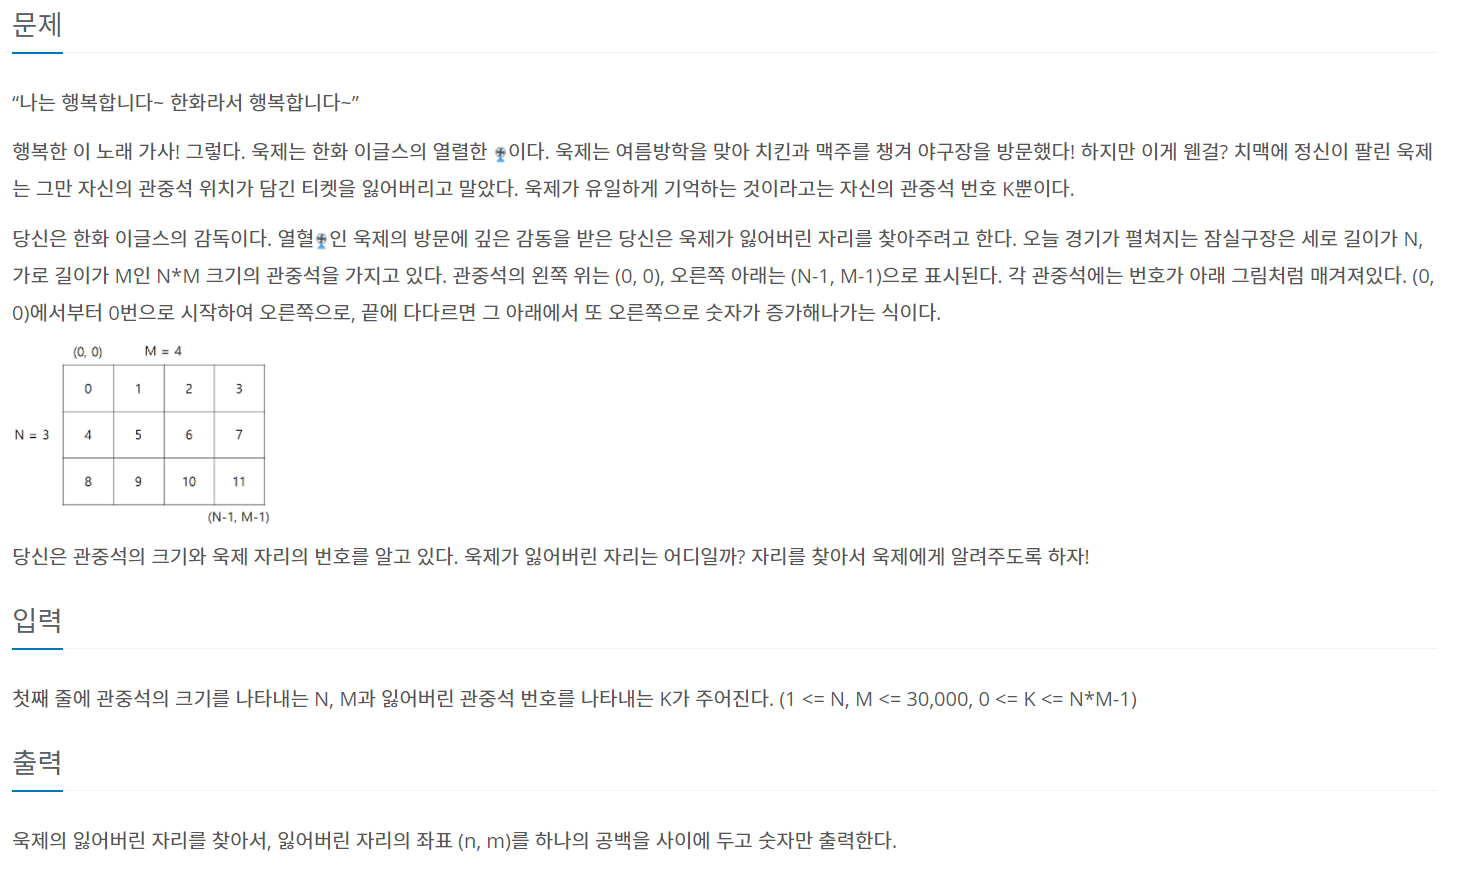 문제
“나는 행복합니다~ 한화라서 행복합니다~”
행복한 이 노래 가사! 그렇다. 욱제는 한화 이글스의 열렬한 이다. 욱제는 여름방학을 맞아 치킨과 맥주를 챙겨 야구장을 방문했다! 하지만 이게 웬걸? 치맥에 정신이 팔린 욱제
는 그만 자신의 관중석 위치가 담긴 티켓을 잃어버리고 말았다. 욱제가 유일하게 기억하는 것이라고는 자신의 관중석 번호 K뿐이다.
당신은 한화 이글스의 감독이다. 열혈인 욱제의 방문에 깊은 감동을 받은 당신은 욱제가 잃어버린 자리를 찾아주려고 한다. 오늘 경기가 펼쳐지는 잠실구장은 세로 길이가 N,
가로 길이가 M인 N*M 크기의 관중석을 가지고 있다. 관중석의 왼쪽 위는 (0, 0), 오른쪽 아래는 (N-1, M-1)으로 표시된다. 각 관중석에는 번호가 아래 그림처럼 매겨져있다. (0,
0)에서부터 0번으로 시작하여 오른쪽으로, 끝에 다다르면 그 아래에서 또 오른쪽으로 숫자가 증가해나가는 식이다.
(0, 0) M = 4
0 1 2 3
N = 3 4 5 6 7
8 9 10 11
(N-1, M-1)
당신은 관중석의 크기와 욱제 자리의 번호를 알고 있다. 욱제가 잃어버린 자리는 어디일까? 자리를 찾아서 욱제에게 알려주도록 하자!
입력
첫째 줄에 관중석의 크기를 나타내는 N, M과 잃어버린 관중석 번호를 나타내는 K가 주어진다. (1 <= N, M <= 30,000, 0 <= K <= N*M-1)
출력
욱제의 잃어버린 자리를 찾아서, 잃어버린 자리의 좌표 (n, m)를 하나의 공백을 사이에 두고 숫자만 출력한다.